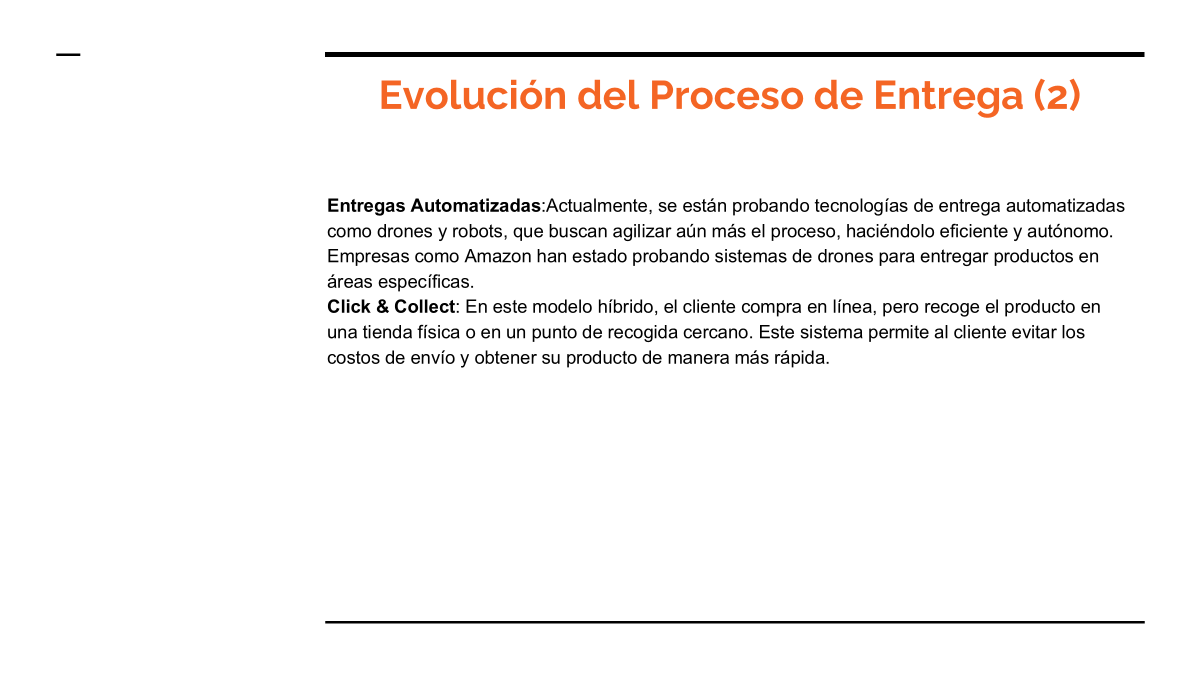 Evolución del Proceso de Entrega (2)
Entregas Automatizadas:Actualmente, se están probando tecnologías de entrega automatizadas
como drones y robots, que buscan agilizar aún más el proceso, haciéndolo eficiente y autónomo.
Empresas como Amazon han estado probando sistemas de drones para entregar productos en
áreas específicas.
Click & Collect: En este modelo híbrido, el cliente compra en línea, pero recoge el producto en
una tienda física o en un punto de recogida cercano. Este sistema permite al cliente evitar los
costos de envío y obtener su producto de manera más rápida.